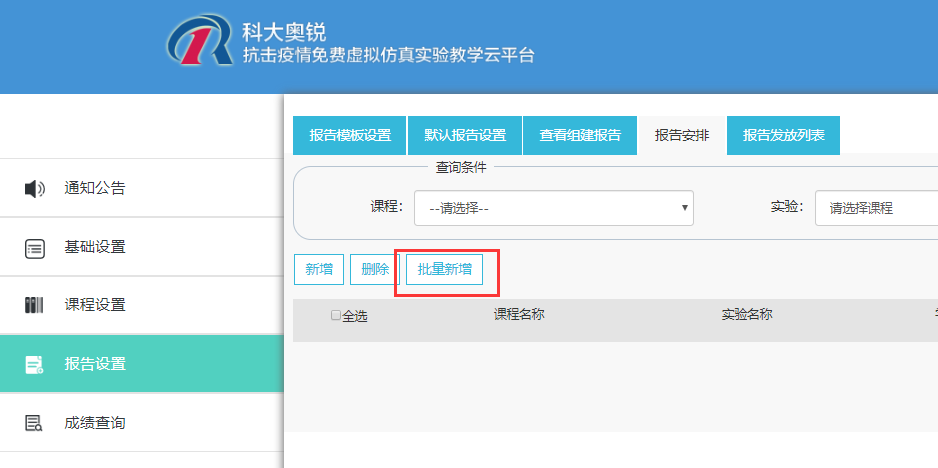 科大奥锐
抗击疫情免费虚拟仿真实验教学云平台
通知公告
基础设置
课程设置
报告设置
成绩查询
报告模板设置 默认报告设置 查看组建报告 报告安排 报告发放列表
查询条件
课程： --请选择-- 实验： 请选择课程
新增 删除 批量新增
全选 课程名称 实验名称